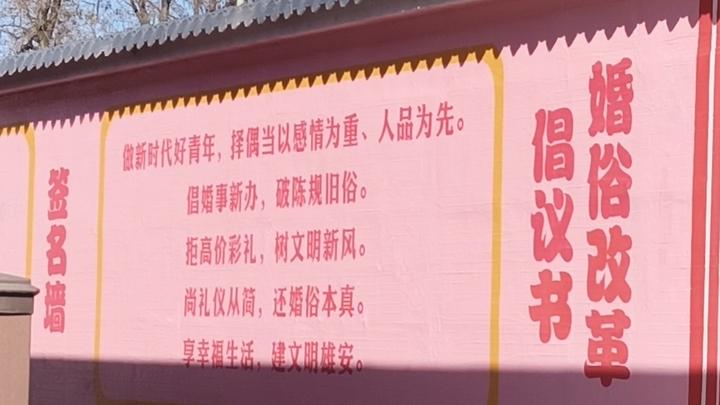 婚俗改革
倡议书
做新时代好青年，择偶当以感情为重、人品为先。
倡婚事新办，破陈规旧俗。
拒高价彩礼，树文明新风。
尚礼仪从简，还婚俗本真。
享幸福生活，建文明雄安。
签名墙